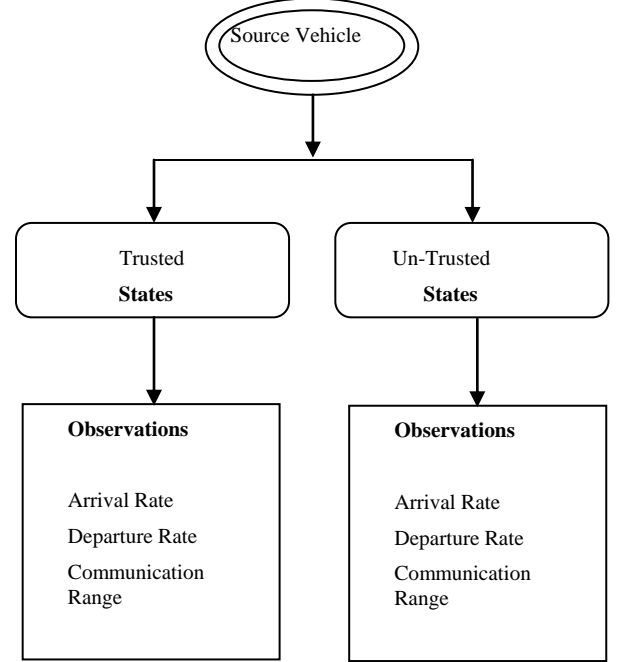 Source Vehicle
Trusted
States
Un-Trusted
States
Observations
Arrival Rate
Departure Rate
Communication
Range
Observations
Arrival Rate
Departure Rate
Communication
Range